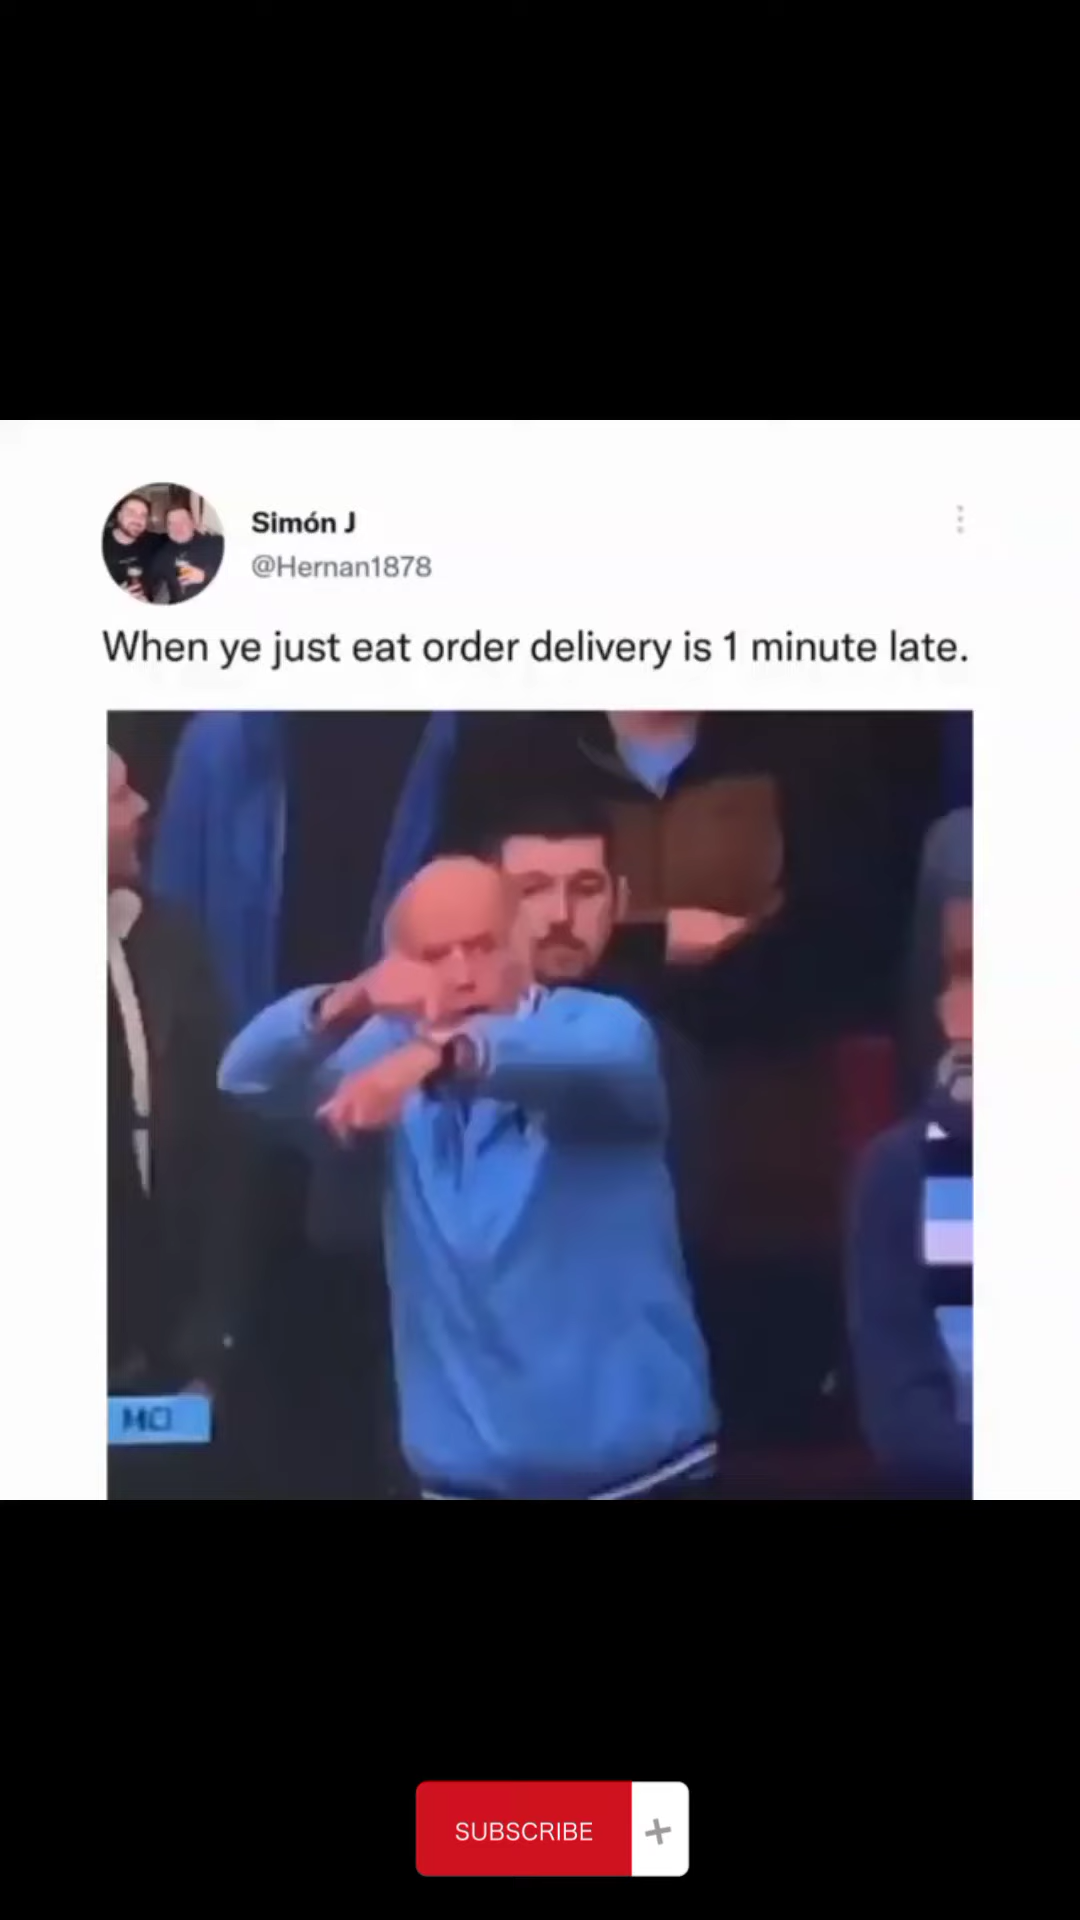 Simón J
@Hernan1878
When ye just eat order delivery is 1 minute late.
SUBSCRIBE